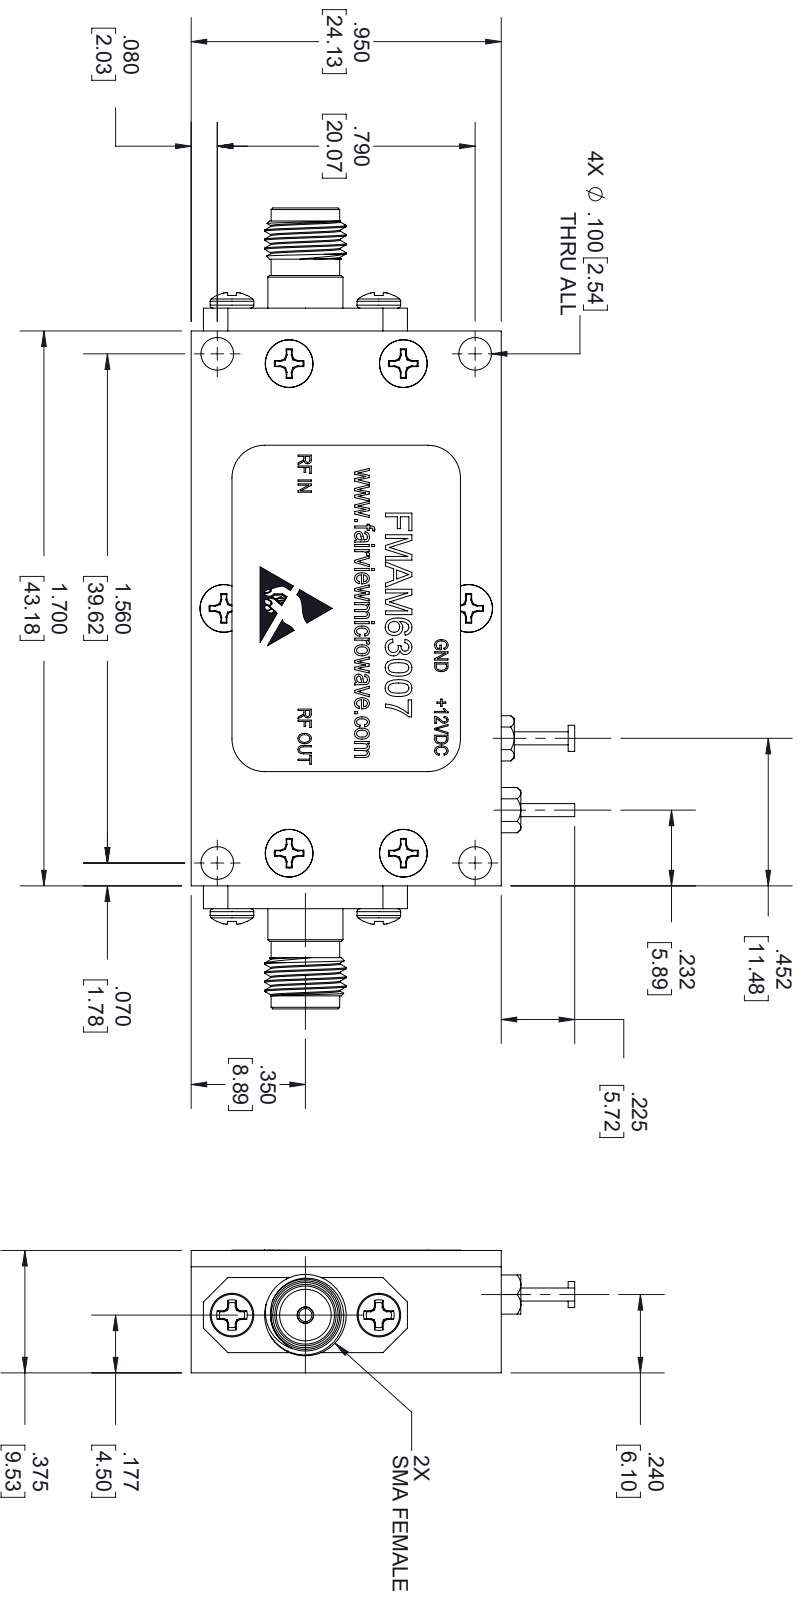 4X Ø .100[2.54]
THRU ALL
.452
[11.48]
.232
[5.89]
.225
[5.72]
.950
[24.13]
.790
[20.07]
.080
[2.03]
GND +12VDC
FMAM63007
www.fairviewmicrowave.com
RF IN
RF OUT
.350
[8.89]
1.560
[39.62]
.070
[1.78]
1.700
[43.18]
.240
[6.10]
2X
SMA FEMALE
.177
[4.50]
.375
[9.53]